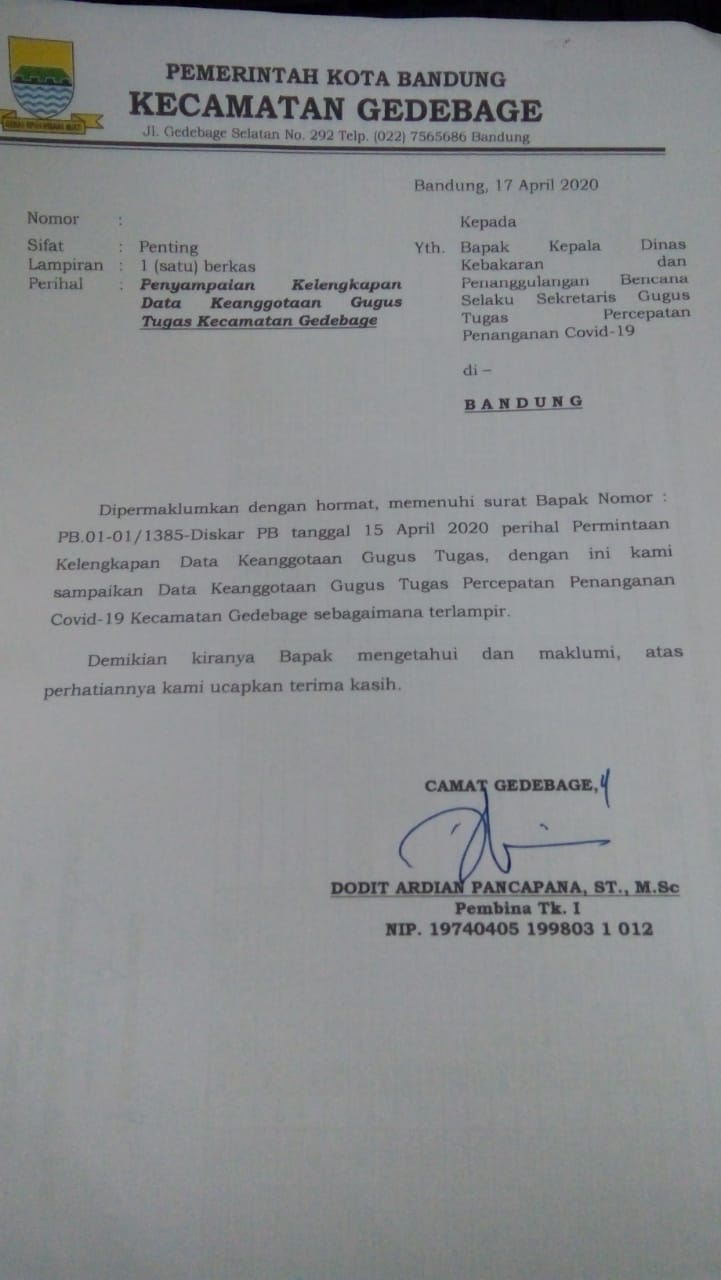 PEMERINTAH KOTA BANDUNG
KECAMATAN GEDEBAGE
Jl. Gedebage Selatan No. 292 Telp. (022) 7565686 Bandung
Bandung, 17 April 2020
Nomor :
Sifat : Penting
Lampiran : 1 (satu) berkas
Perihal : Penyampaian Kelengkapan
Data Keanggotaan Gugus
Tugas Kecamatan Gedebage
Kepada
Yth. Bapak Kepala Dinas
Kebakaran dan
Penanggulangan Bencana
Selaku Sekretaris Gugus
Tugas Percepatan
Penanganan Covid-19
di –
BANDUNG
Dipermaklumkan dengan hormat, memenuhi surat Bapak Nomor :
PB.01-01/1385-Diskar PB tanggal 15 April 2020 perihal Permintaan
Kelengkapan Data Keanggotaan Gugus Tugas, dengan ini kami
sampaikan Data Keanggotaan Gugus Tugas Percepatan Penanganan
Covid-19 Kecamatan Gedebage sebagaimana terlampir.
Demikian kiranya Bapak mengetahui dan maklumi, atas
perhatiannya kami ucapkan terima kasih.
CAMAT GEDEBAGE,
DODIT ARDIAN PANCAPANA, ST., M.Sc
Pembina Tk. I
NIP. 19740405 199803 1 012